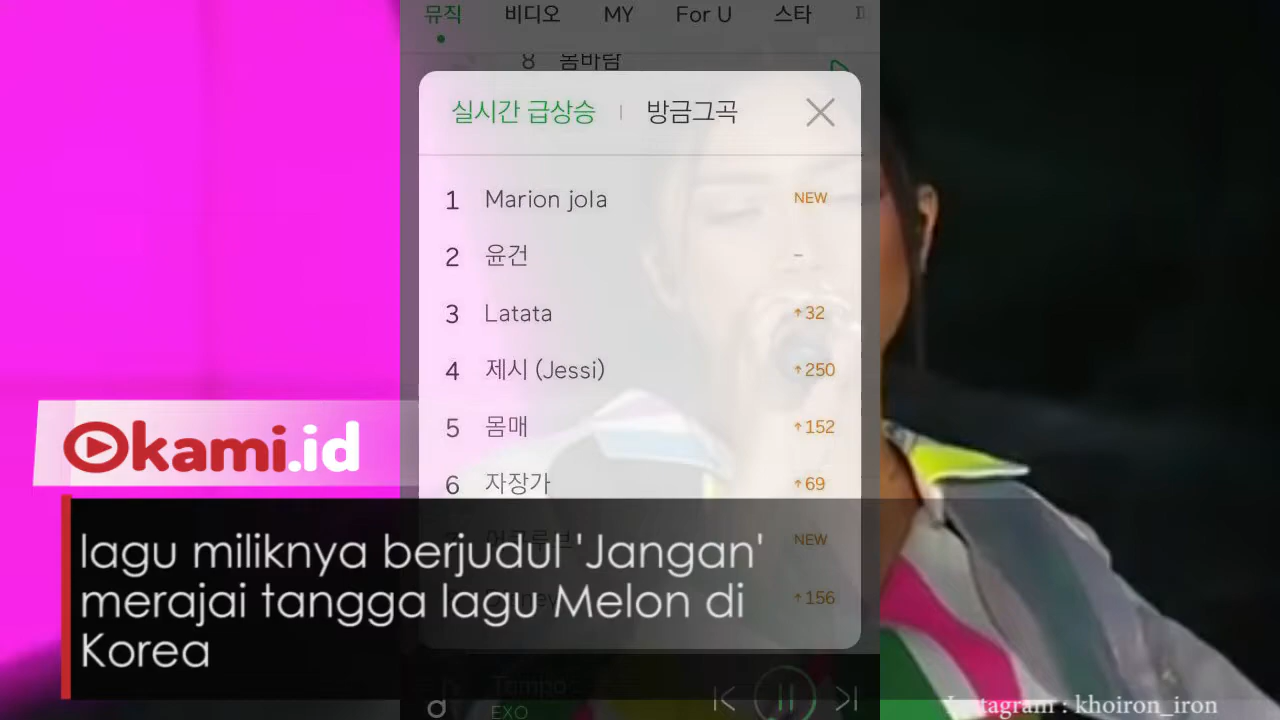 뮤직 비디오 MY For U 스타
8 봄바람
실시간 급상승 | 방금그곡
1 Marion jola NEW
2 윤건 -
3 Latata ↑32
4 제시 (Jessi) ↑250
5 몸매 ↑152
6 자장가 ↑69
NEW
Disney ↑156
Okami.id
lagu miliknya berjudul 'Jangan'
merajai tangga lagu Melon di
Korea
Tempo
EXO
Instagram : khoiron_iron